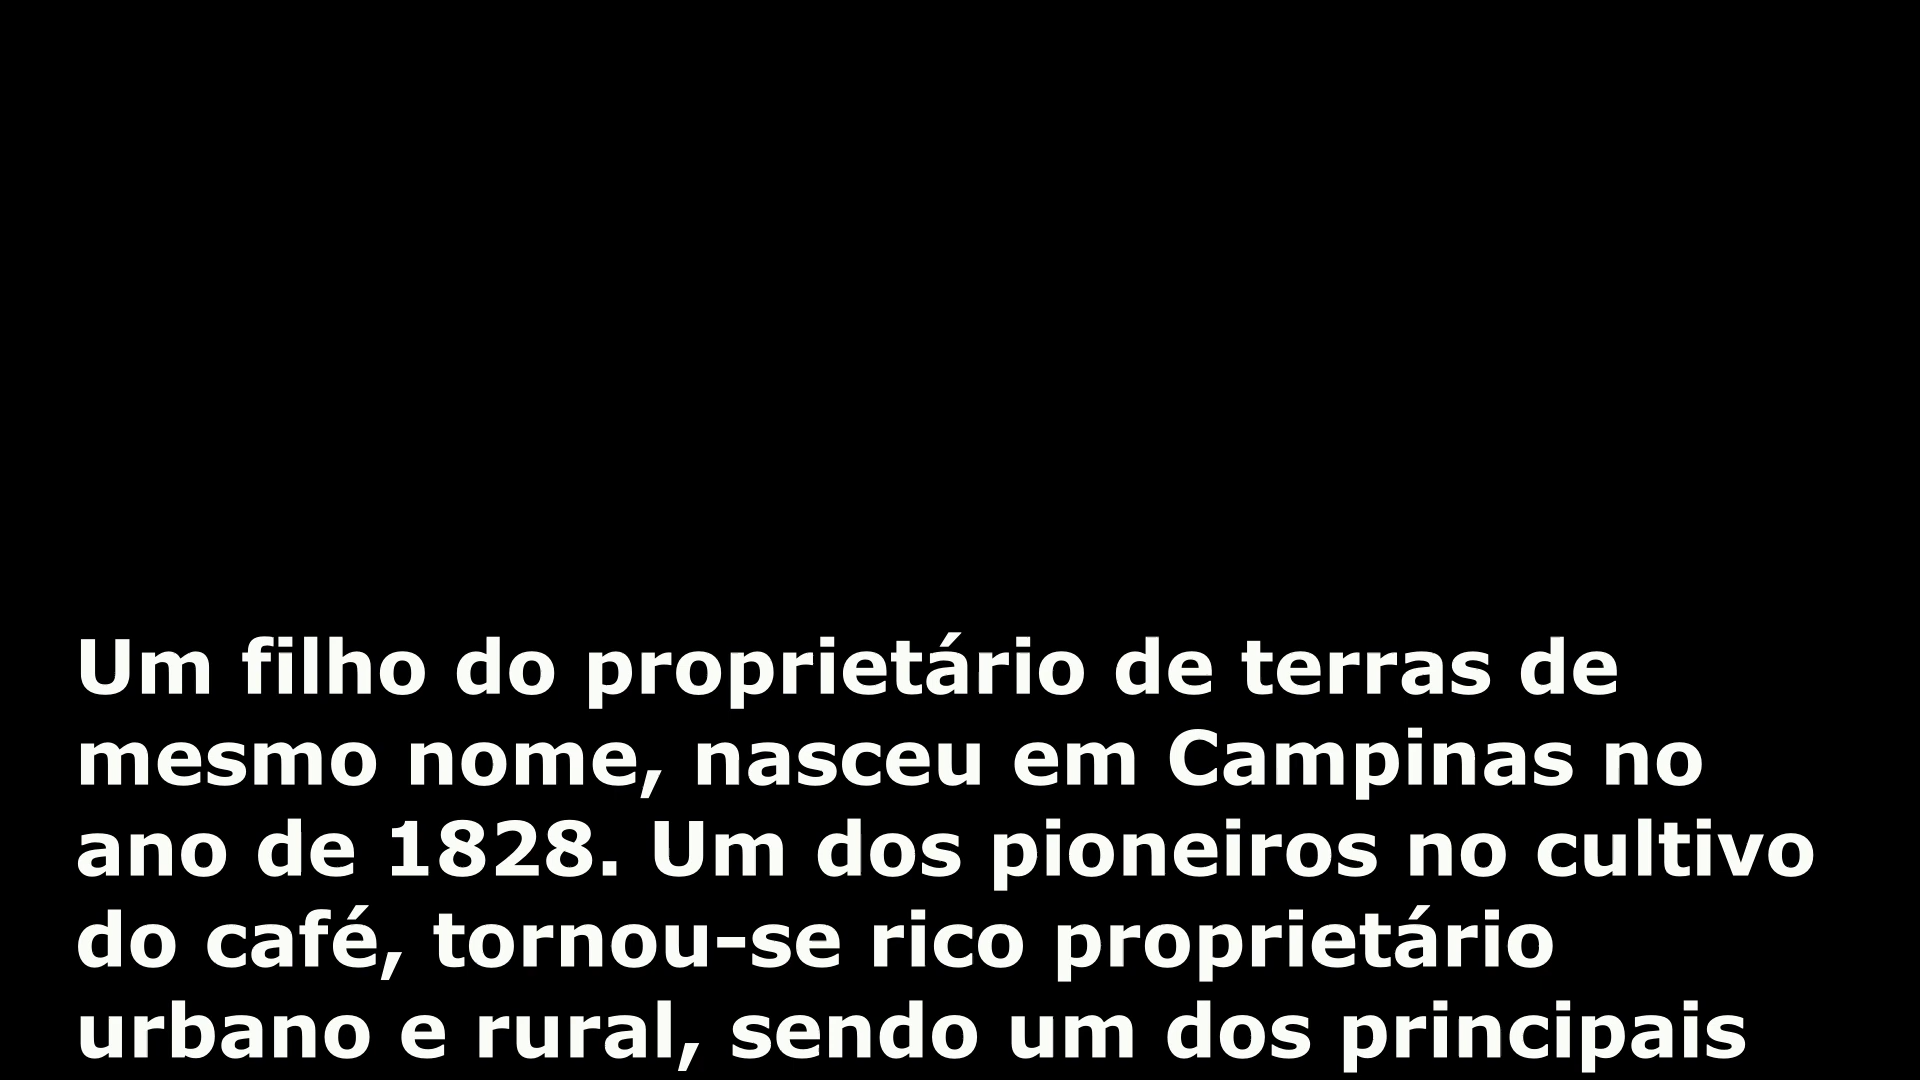 Um filho do proprietário de terras de
mesmo nome, nasceu em Campinas no
ano de 1828. Um dos pioneiros no cultivo
do café, tornou-se rico proprietário
urbano e rural, sendo um dos principais